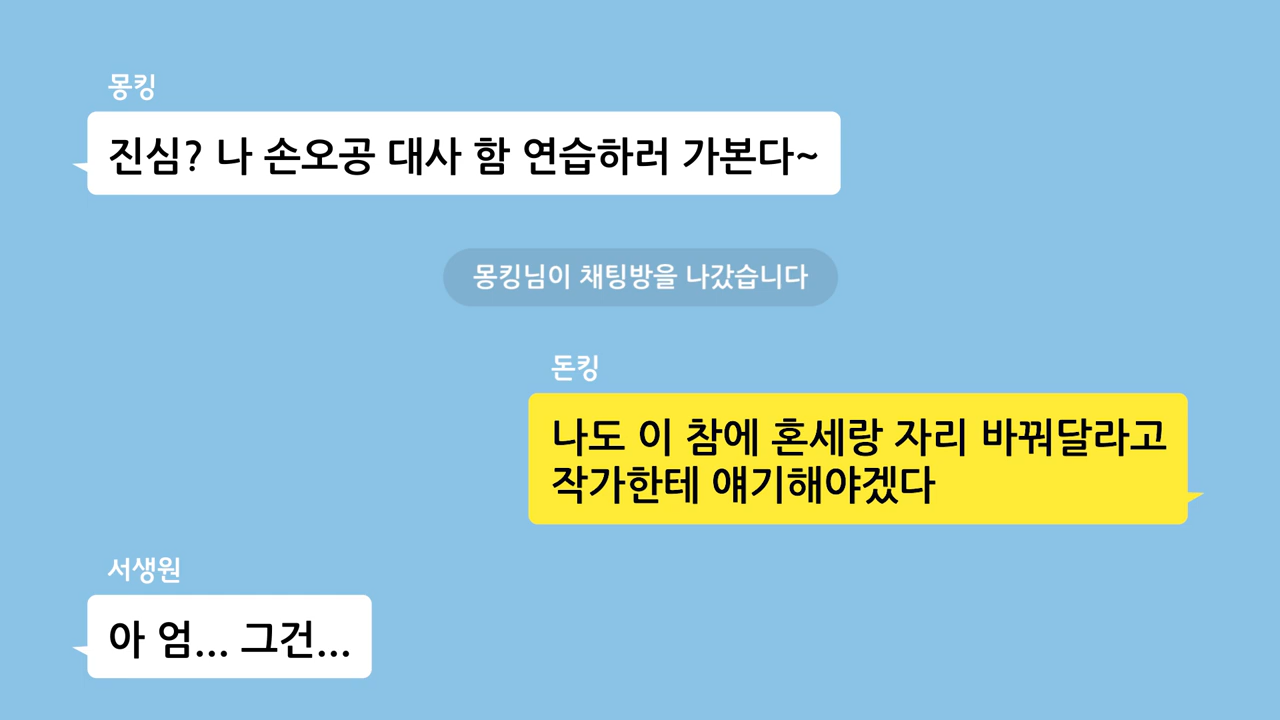 몽킹
진심? 나 손오공 대사 함 연습하러 가본다~
몽킹님이 채팅방을 나갔습니다
돈킹
나도 이 참에 혼세랑 자리 바꿔달라고
작가한테 얘기해야겠다
서생원
아 엄... 그건...